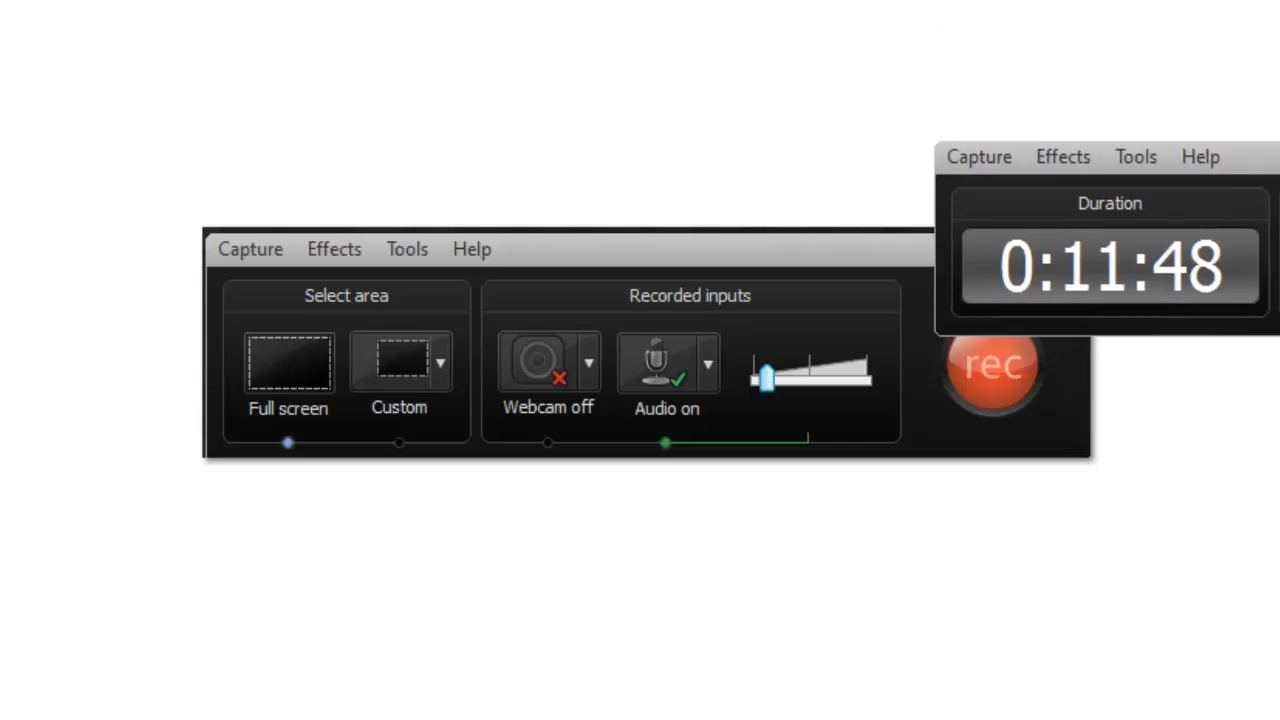 Capture Effects Tools Help
Duration
0:11:48
Capture Effects Tools Help
Select area
Recorded inputs
rec
Full screen
Custom
Webcam off
Audio on